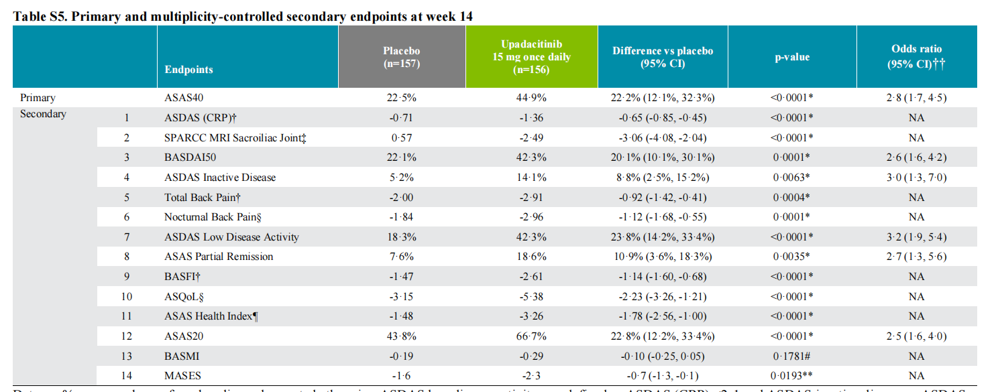 Table S5. Primary and multiplicity-controlled secondary endpoints at week 14
Endpoints Placebo (n=157) Upadacitinib 15 mg once daily (n=156) Difference vs placebo (95% CI) p-value Odds ratio (95% CI)††
Primary ASAS40 22·5% 44·9% 22·2% (12·1%, 32·3%) <0·0001* 2·8 (1·7, 4·5)
Secondary 1 ASDAS (CRP)† -0·71 -1·36 -0·65 (-0·85, -0·45) <0·0001* NA
2 SPARCC MRI Sacroiliac Joint‡ 0·57 -2·49 -3·06 (-4·08, -2·04) <0·0001* NA
3 BASDAI50 22·1% 42·3% 20·1% (10·1%, 30·1%) 0·0001* 2·6 (1·6, 4·2)
4 ASDAS Inactive Disease 5·2% 14·1% 8·8% (2·5%, 15·2%) 0·0063* 3·0 (1·3, 7·0)
5 Total Back Pain† -2·00 -2·91 -0·92 (-1·42, -0·41) 0·0004* NA
6 Nocturnal Back Pain§ -1·84 -2·96 -1·12 (-1·68, -0·55) 0·0001* NA
7 ASDAS Low Disease Activity 18·3% 42·3% 23·8% (14·2%, 33·4%) <0·0001* 3·2 (1·9, 5·4)
8 ASAS Partial Remission 7·6% 18·6% 10·9% (3·6%, 18·3%) 0·0035* 2·7 (1·3, 5·6)
9 BASFI† -1·47 -2·61 -1·14 (-1·60, -0·68) <0·0001* NA
10 ASQoL§ -3·15 -5·38 -2·23 (-3·26, -1·21) <0·0001* NA
11 ASAS Health Index¶ -1·48 -3·26 -1·78 (-2·56, -1·00) <0·0001* NA
12 ASAS20 43·8% 66·7% 22·8% (12·2%, 33·4%) <0·0001* 2·5 (1·6, 4·0)
13 BASMI -0·19 -0·29 -0·10 (-0·25, 0·05) 0·1781# NA
14 MASES -1·6 -2·3 -0·7 (-1·3, -0·1) 0·0193** NA